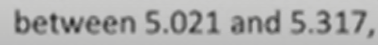 between 5.021 and 5.317,